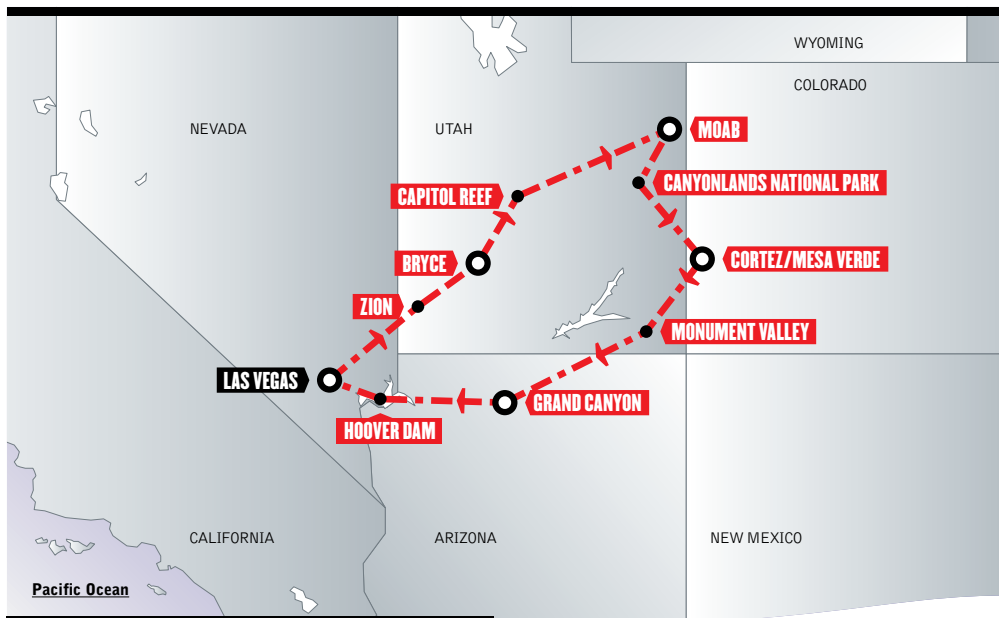 WYOMING
COLORADO
NEVADA
UTAH
MOAB
CANYONLANDS NATIONAL PARK
CAPITOL REEF
BRYCE
CORTEZ/MESA VERDE
ZION
MONUMENT VALLEY
LAS VEGAS
GRAND CANYON
HOOVER DAM
CALIFORNIA
ARIZONA
NEW MEXICO
Pacific Ocean